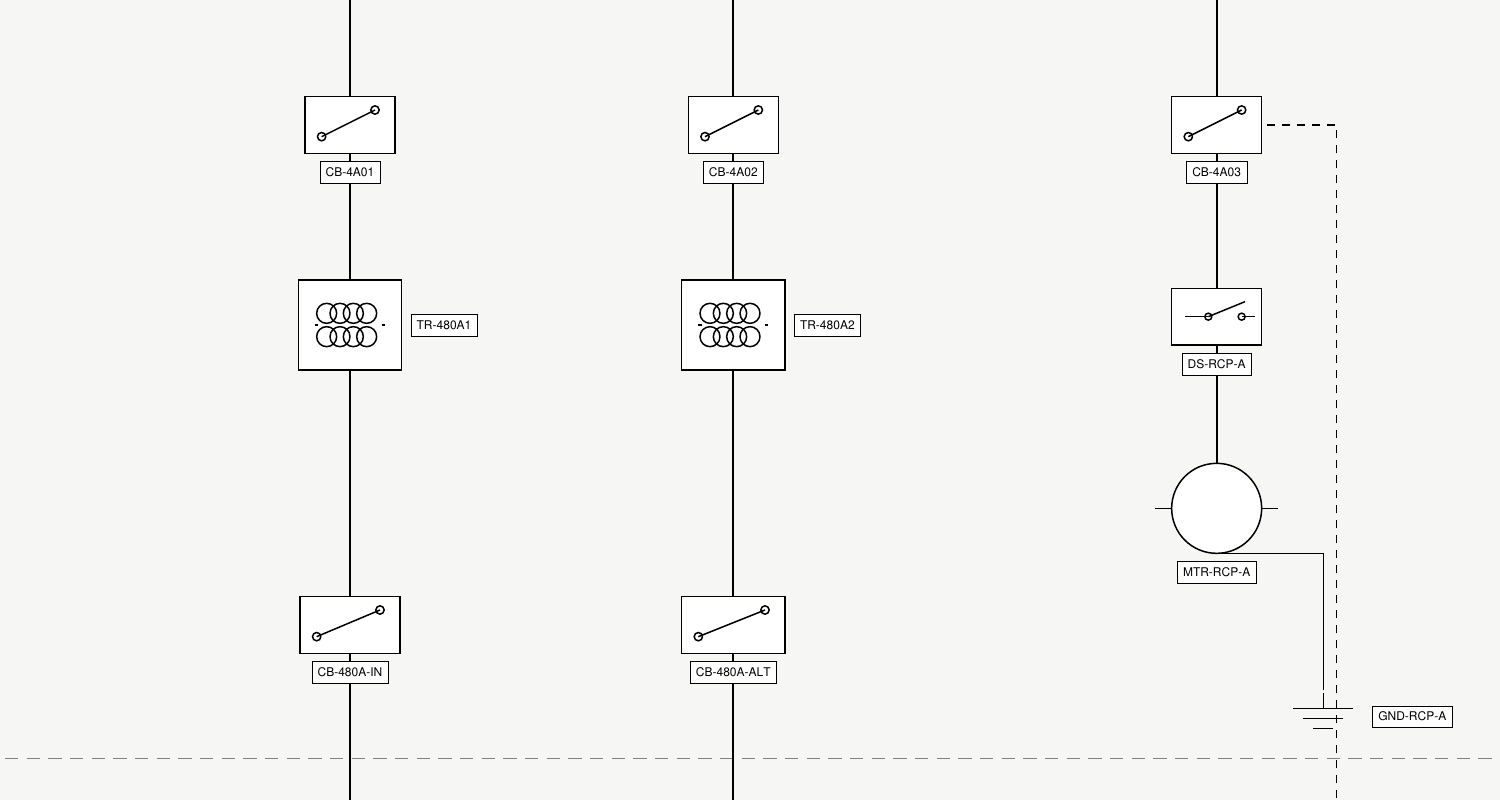 CB-4A01
CB-4A02
CB-4A03
TR-480A1
TR-480A2
DS-RCP-A
MTR-RCP-A
CB-480A-IN
CB-480A-ALT
GND-RCP-A